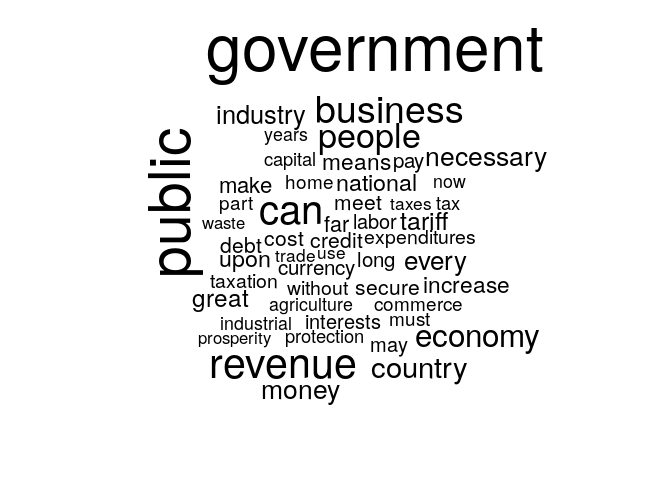 government
industry business
public
years people
capital means pay necessary
make home national now
part can meet taxes tax
waste far labor tariff
debt cost credit expenditures
upon trade use long every
currency
taxation without secure increase
great agriculture commerce
industrial interests must
prosperity protection may economy
revenue country
money